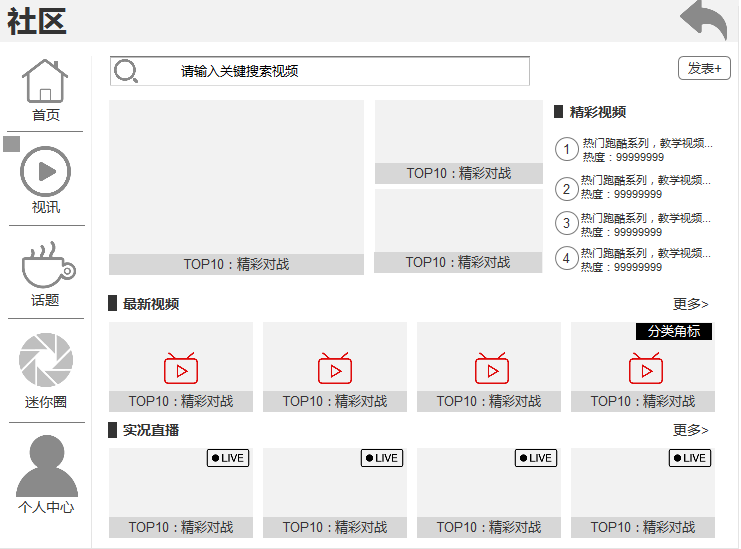 社区
首页
视讯
话题
迷你圈
个人中心
请输入关键搜索视频
发表+
TOP10：精彩对战
TOP10：精彩对战
TOP10：精彩对战
精彩视频
1
热门跑酷系列，教学视频...
热度：99999999
2
热门跑酷系列，教学视频...
热度：99999999
3
热门跑酷系列，教学视频...
热度：99999999
4
热门跑酷系列，教学视频...
热度：99999999
最新视频
更多>
分类角标
TOP10：精彩对战
TOP10：精彩对战
TOP10：精彩对战
TOP10：精彩对战
实况直播
更多>
LIVE
LIVE
LIVE
LIVE
TOP10：精彩对战
TOP10：精彩对战
TOP10：精彩对战
TOP10：精彩对战